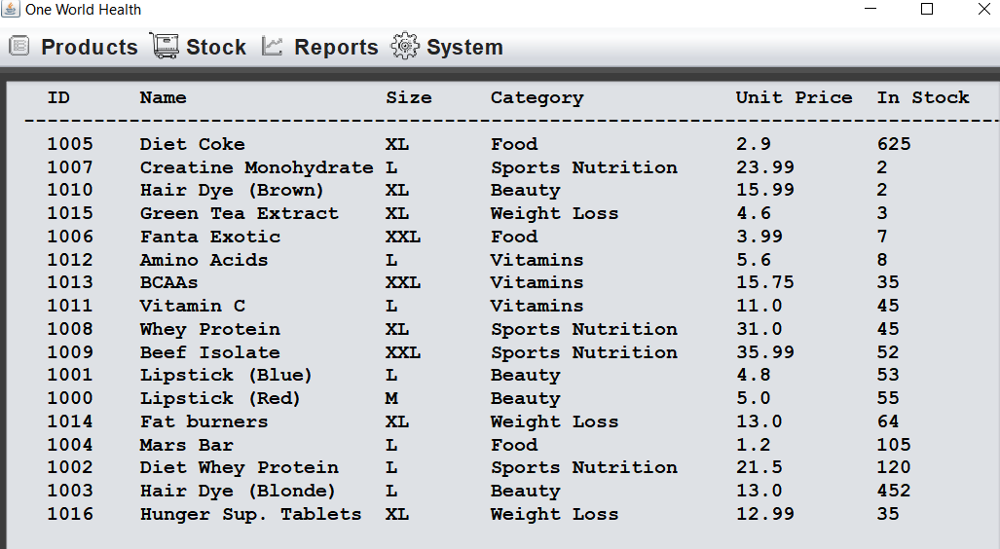 One World Health
Products Stock Reports System
ID Name Size Category Unit Price In Stock
--------------------------------------------------------------------------------
1005 Diet Coke XL Food 2.9 625
1007 Creatine Monohydrate L Sports Nutrition 23.99 2
1010 Hair Dye (Brown) XL Beauty 15.99 2
1015 Green Tea Extract XL Weight Loss 4.6 3
1006 Fanta Exotic XXL Food 3.99 7
1012 Amino Acids L Vitamins 5.6 8
1013 BCAAs XXL Vitamins 15.75 35
1011 Vitamin C L Vitamins 11.0 45
1008 Whey Protein XL Sports Nutrition 31.0 45
1009 Beef Isolate XXL Sports Nutrition 35.99 52
1001 Lipstick (Blue) L Beauty 4.8 53
1000 Lipstick (Red) M Beauty 5.0 55
1014 Fat burners XL Weight Loss 13.0 64
1004 Mars Bar L Food 1.2 105
1002 Diet Whey Protein L Sports Nutrition 21.5 120
1003 Hair Dye (Blonde) L Beauty 13.0 452
1016 Hunger Sup. Tablets XL Weight Loss 12.99 35